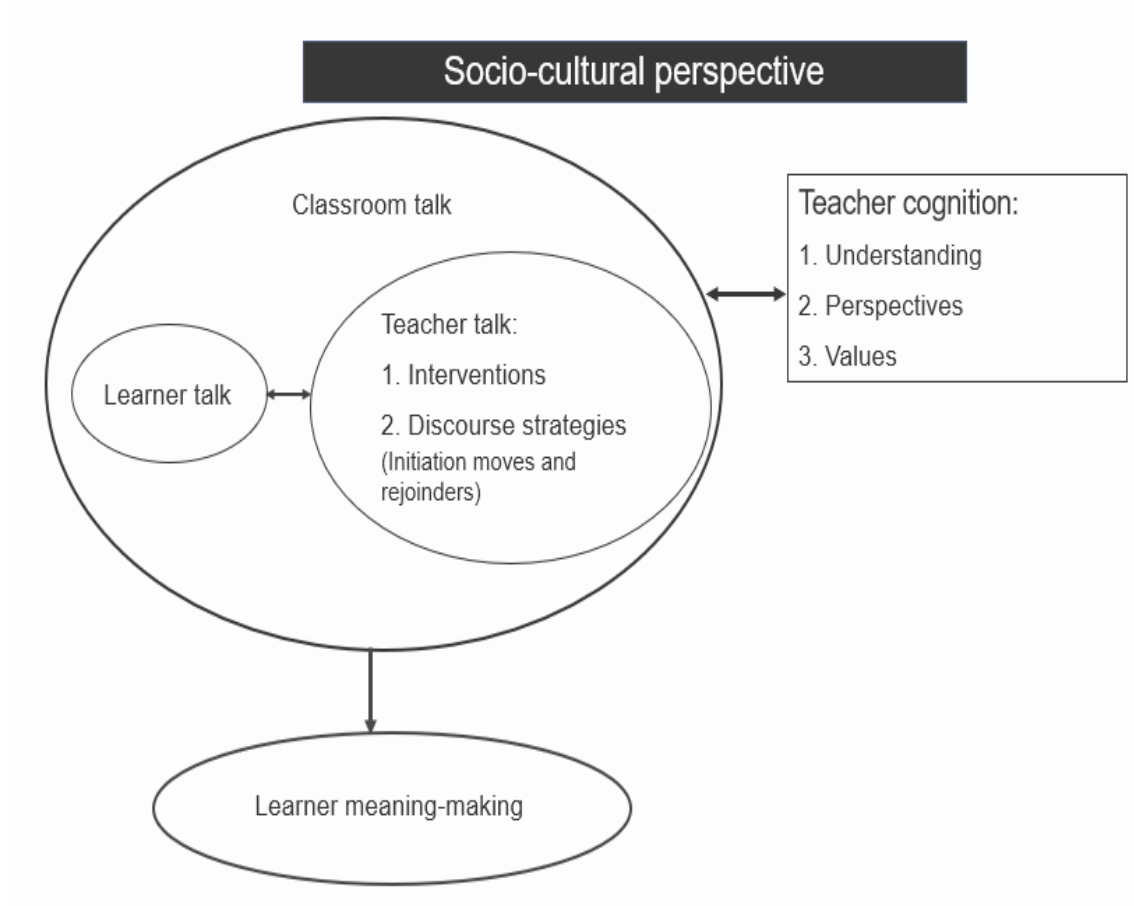 Socio-cultural perspective
Classroom talk
Teacher cognition:
1. Understanding
2. Perspectives
3. Values
Teacher talk:
1. Interventions
2. Discourse strategies
(Initiation moves and
rejoinders)
Learner talk
Learner meaning-making